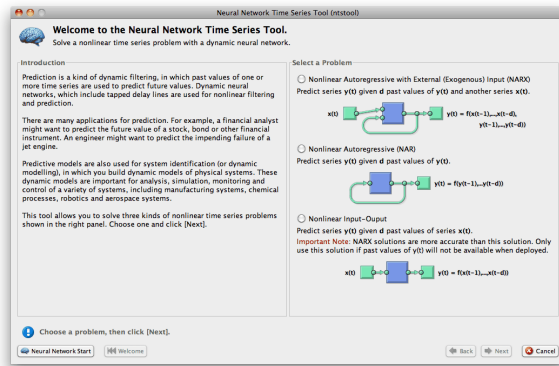 Neural Network Time Series Tool (ntstool)
Welcome to the Neural Network Time Series Tool.
Solve a nonlinear time series problem with a dynamic neural network.
Introduction
Prediction is a kind of dynamic filtering, in which past values of one or
more time series are used to predict future values. Dynamic neural
networks, which include tapped delay lines are used for nonlinear filtering
and prediction.
There are many applications for prediction. For example, a financial analyst
might want to predict the future value of a stock, bond or other financial
instrument. An engineer might want to predict the impending failure of a
jet engine.
Predictive models are also used for system identification (or dynamic
modelling), in which you build dynamic models of physical systems. These
dynamic models are important for analysis, simulation, monitoring and
control of a variety of systems, including manufacturing systems, chemical
processes, robotics and aerospace systems.
This tool allows you to solve three kinds of nonlinear time series problems
shown in the right panel. Choose one and click [Next].
Select a Problem
Nonlinear Autoregressive with External (Exogenous) Input (NARX)
Predict series y(t) given d past values of y(t) and another series x(t).
x(t) y(t) = f(x(t-1),...,x(t-d),
y(t-1),...,y(t-d))
Nonlinear Autoregressive (NAR)
Predict series y(t) given d past values of y(t).
y(t) = f(y(t-1),...y(t-d))
Nonlinear Input-Ouput
Predict series y(t) given d past values of series x(t).
Important Note: NARX solutions are more accurate than this solution. Only
use this solution if past values of y(t) will not be available when deployed.
x(t) y(t) = f(x(t-1),...,x(t-d))
Choose a problem, then click [Next].
Neural Network Start Welcome Back Next Cancel